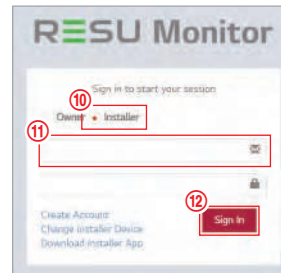 RESU Monitor
Sign in to start your session
⑩
Owner Installer
⑪
⑫
Create Account
Sign In
Change Installer Device
Download Installer App